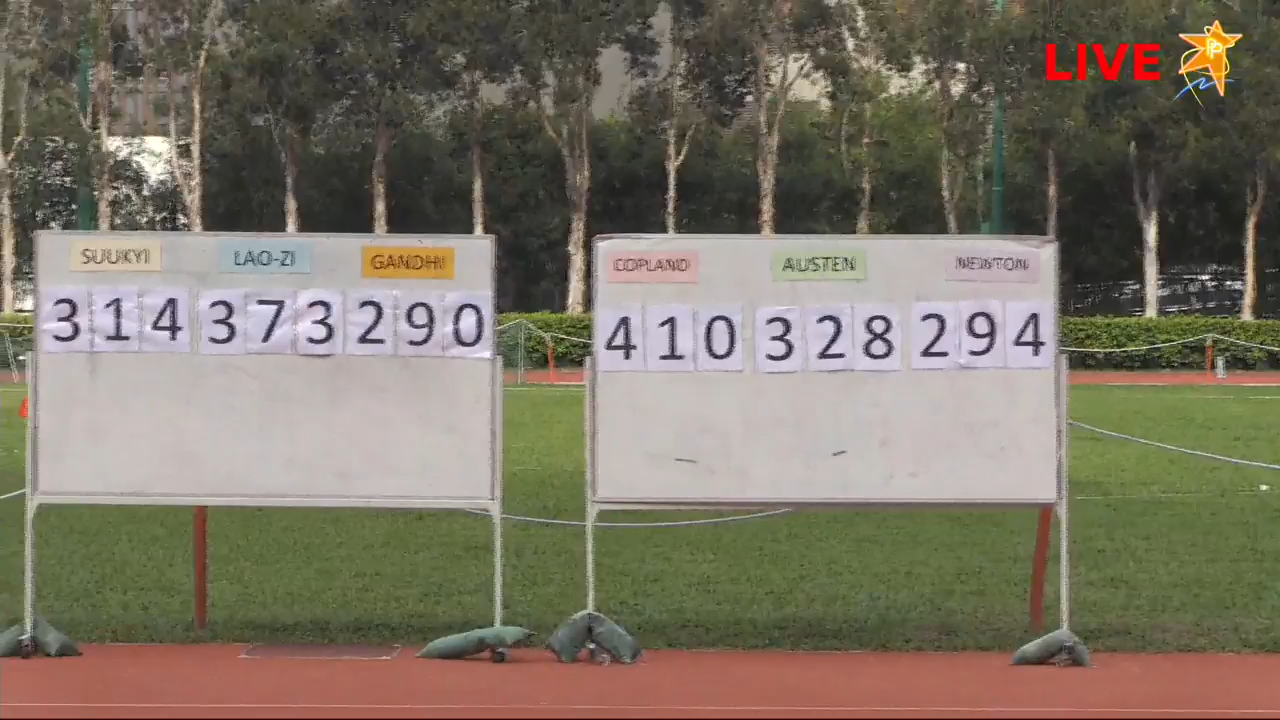 LIVE
SUUKYI LAO-ZI GANDHI
314 373 290
COPLAND AUSTEN NEWTON
410 328 294